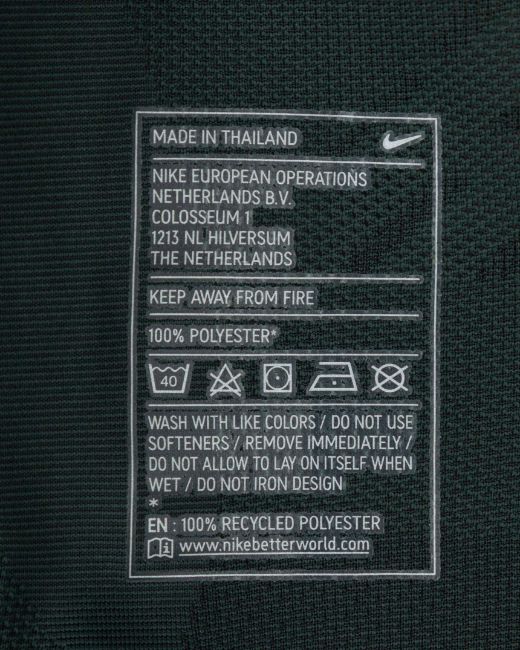 MADE IN THAILAND
NIKE EUROPEAN OPERATIONS
NETHERLANDS B.V.
COLOSSEUM 1
1213 NL HILVERSUM
THE NETHERLANDS
KEEP AWAY FROM FIRE
100% POLYESTER*
40
WASH WITH LIKE COLORS / DO NOT USE
SOFTENERS / REMOVE IMMEDIATELY /
DO NOT ALLOW TO LAY ON ITSELF WHEN
WET / DO NOT IRON DESIGN
*
EN : 100% RECYCLED POLYESTER
www.nikebetterworld.com